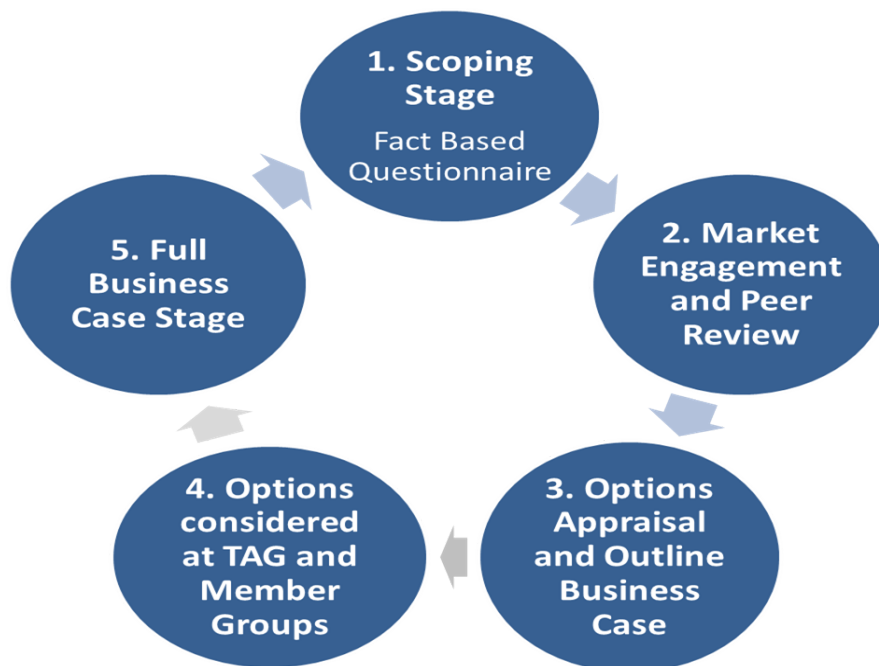 1. Scoping
Stage
Fact Based
Questionnaire
2. Market
Engagement
and Peer
Review
3. Options
Appraisal
and Outline
Business
Case
4. Options
considered
at TAG and
Member
Groups
5. Full
Business
Case Stage